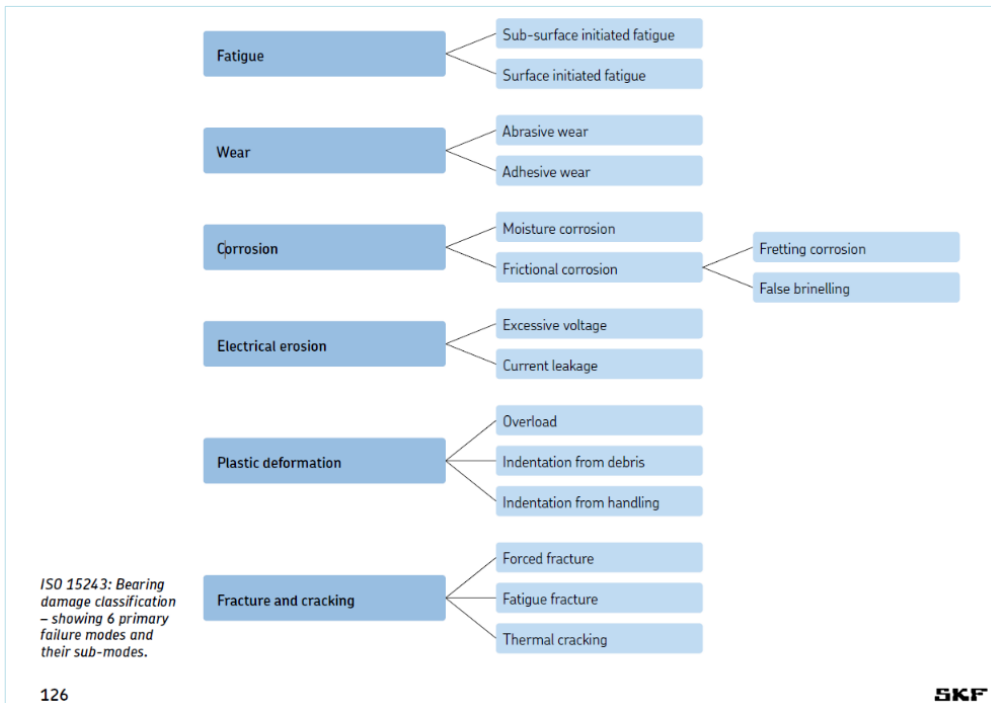 Fatigue
Sub-surface initiated fatigue
Surface initiated fatigue
Wear
Abrasive wear
Adhesive wear
Corrosion
Moisture corrosion
Frictional corrosion
Fretting corrosion
False brinelling
Electrical erosion
Excessive voltage
Current leakage
Plastic deformation
Overload
Indentation from debris
Indentation from handling
Fracture and cracking
Forced fracture
Fatigue fracture
Thermal cracking
ISO 15243: Bearing
damage classification
– showing 6 primary
failure modes and
their sub-modes.
126
SKF